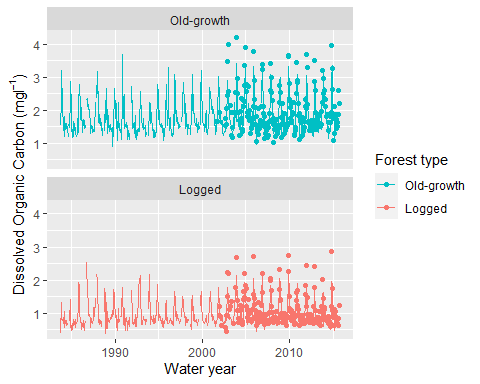 Old-growth
4
3
2
1
Logged
4
3
2
1
1990
2000
2010
Water year
Dissolved Organic Carbon (mgl⁻¹)
Forest type
Old-growth
Logged